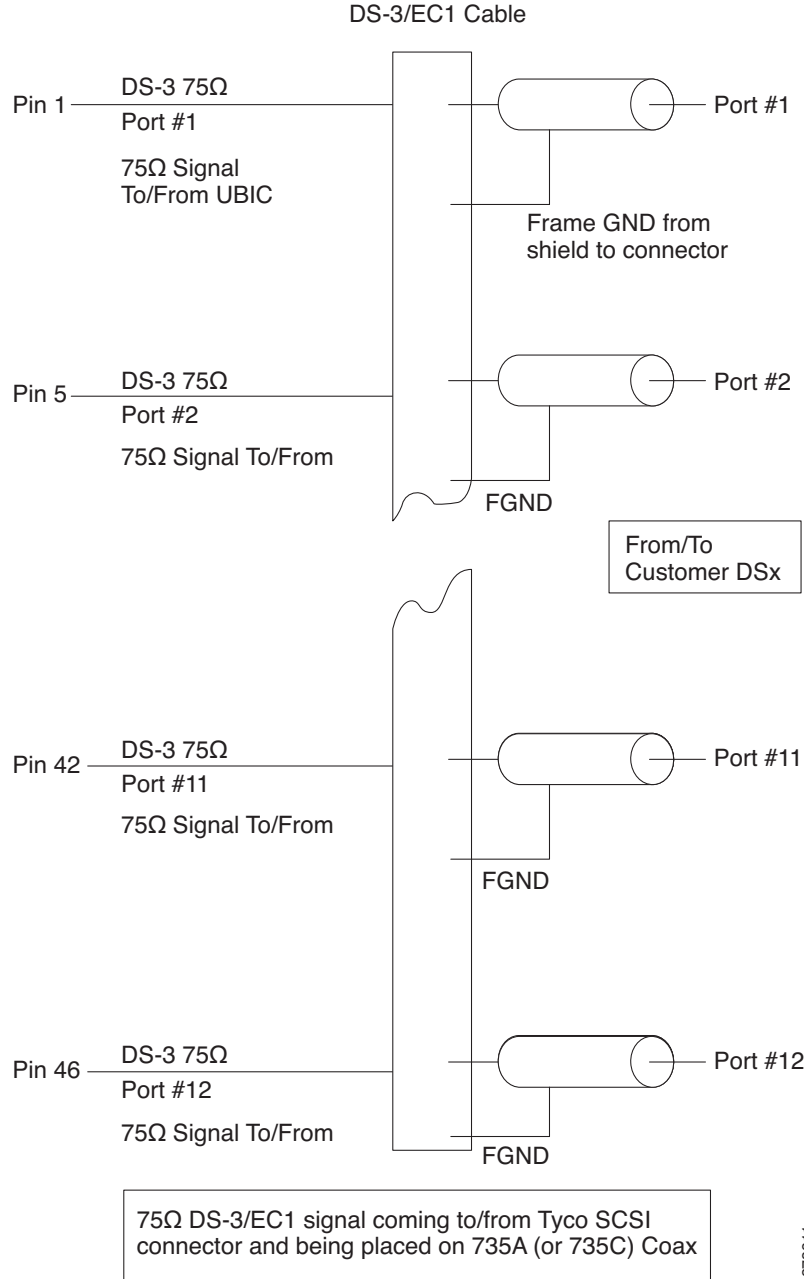 DS-3/EC1 Cable
Pin 1
DS-3 75Ω
Port #1
75Ω Signal
To/From UBIC
Port #1
Frame GND from
shield to connector
Pin 5
DS-3 75Ω
Port #2
75Ω Signal To/From
Port #2
FGND
From/To
Customer DSx
Pin 42
DS-3 75Ω
Port #11
75Ω Signal To/From
Port #11
FGND
Pin 46
DS-3 75Ω
Port #12
75Ω Signal To/From
Port #12
FGND
75Ω DS-3/EC1 signal coming to/from Tyco SCSI
connector and being placed on 735A (or 735C) Coax